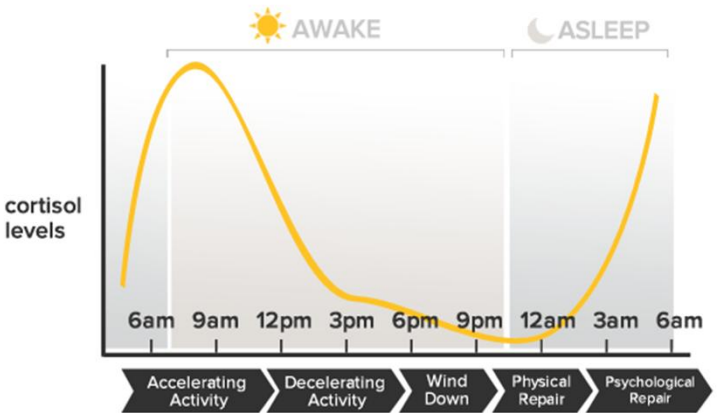 AWAKE
ASLEEP
cortisol
levels
6am 9am 12pm 3pm 6pm 9pm 12am 3am 6am
Accelerating
Activity
Decelerating
Activity
Wind
Down
Physical
Repair
Psychological
Repair